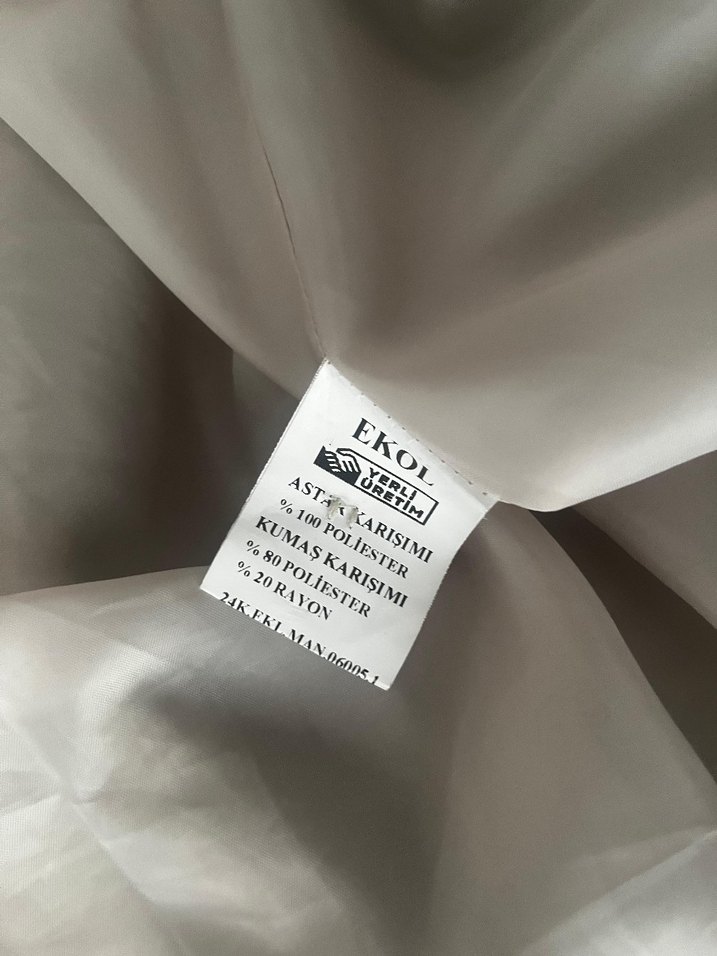 EKOL
YERLİ
ÜRETİM
ASTAR KARIŞIMI
% 100 POLİESTER
KUMAŞ KARIŞIMI
% 80 POLİESTER
% 20 RAYON
24K.EKL.MAN.06005.1